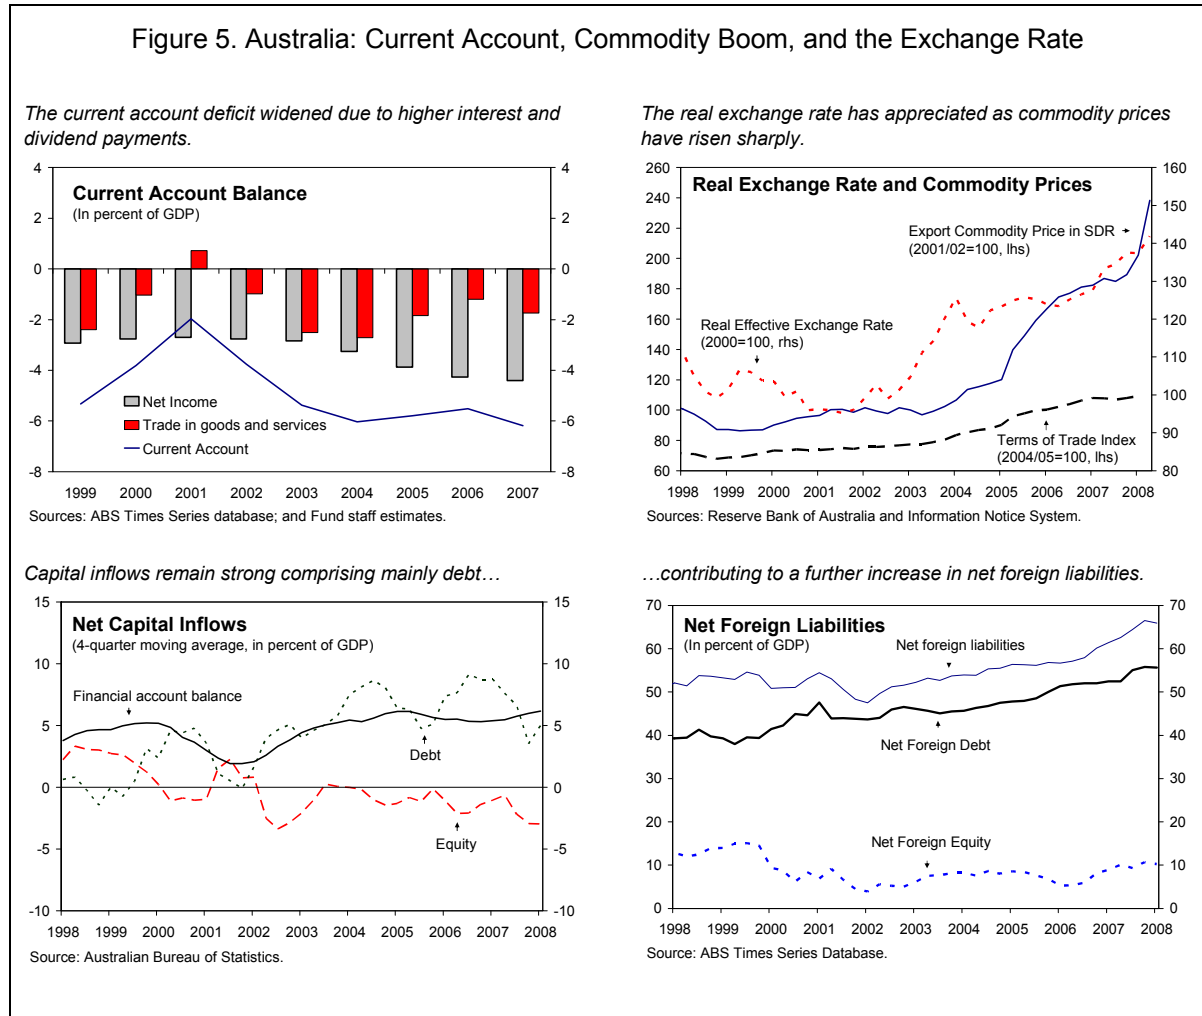 Figure 5. Australia: Current Account, Commodity Boom, and the Exchange Rate
The current account deficit widened due to higher interest and
dividend payments.
4
2
0
-2
-4
-6
-8
4
2
0
-2
-4
-6
-8
Current Account Balance
(In percent of GDP)
Net Income
Trade in goods and services
Current Account
1999 2000 2001 2002 2003 2004 2005 2006 2007
Sources: ABS Times Series database; and Fund staff estimates.
The real exchange rate has appreciated as commodity prices
have risen sharply.
260
240
220
200
180
160
140
120
100
80
60
160
150
140
130
120
110
100
90
80
Real Exchange Rate and Commodity Prices
Export Commodity Price in SDR
(2001/02=100, lhs)
Real Effective Exchange Rate
(2000=100, rhs)
Terms of Trade Index
(2004/05=100, lhs)
1998 1999 2000 2001 2002 2003 2004 2005 2006 2007 2008
Sources: Reserve Bank of Australia and Information Notice System.
Capital inflows remain strong comprising mainly debt…
15
10
5
0
-5
-10
15
10
5
0
-5
-10
Net Capital Inflows
(4-quarter moving average, in percent of GDP)
Financial account balance
Debt
Equity
1998 1999 2000 2001 2002 2003 2004 2005 2006 2007 2008
Source: Australian Bureau of Statistics.
…contributing to a further increase in net foreign liabilities.
70
60
50
40
30
20
10
0
70
60
50
40
30
20
10
0
Net Foreign Liabilities
(In percent of GDP)
Net foreign liabilities
Net Foreign Debt
Net Foreign Equity
1998 1999 2000 2001 2002 2003 2004 2005 2006 2007 2008
Source: ABS Times Series Database.